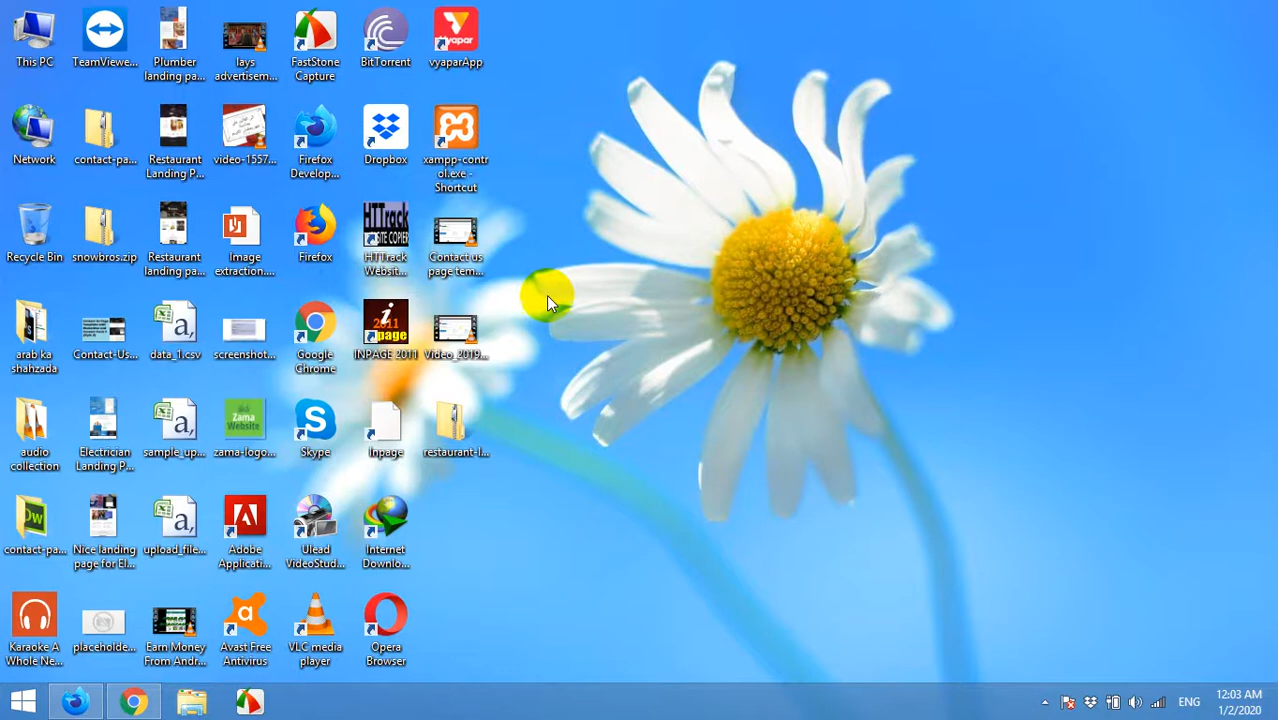 This PC
TeamViewe...
Plumber
landing pa...
lays
advertisem...
FastStone
Capture
BitTorrent
vyaparApp
Network
contact-pa...
Restaurant
Landing P...
video-1557...
Firefox
Develop...
Dropbox
xampp-contr
ol.exe -
Shortcut
Recycle Bin
snowbros.zip
Restaurant
landing pa...
Image
extraction....
Firefox
HTTrack
Websit...
Contact us
page tem...
arab ka
shahzada
Contact-Us...
data_1.csv
screenshot...
Google
Chrome
i
2011
page
INPAGE 2011
Video_2019...
audio
collection
Electrician
Landing P...
sample_up...
Zama
Website
zama-logo...
Skype
Inpage
restaurant-l...
contact-pa...
Nice landing
page for El...
upload_file...
Adobe
Applicati...
Ulead
VideoStudi...
Internet
Downlo...
Karaoke A
Whole Ne...
placeholde...
Earn Money
From Andr...
Avast Free
Antivirus
VLC media
player
Opera
Browser
ENG
12:03 AM
1/2/2020